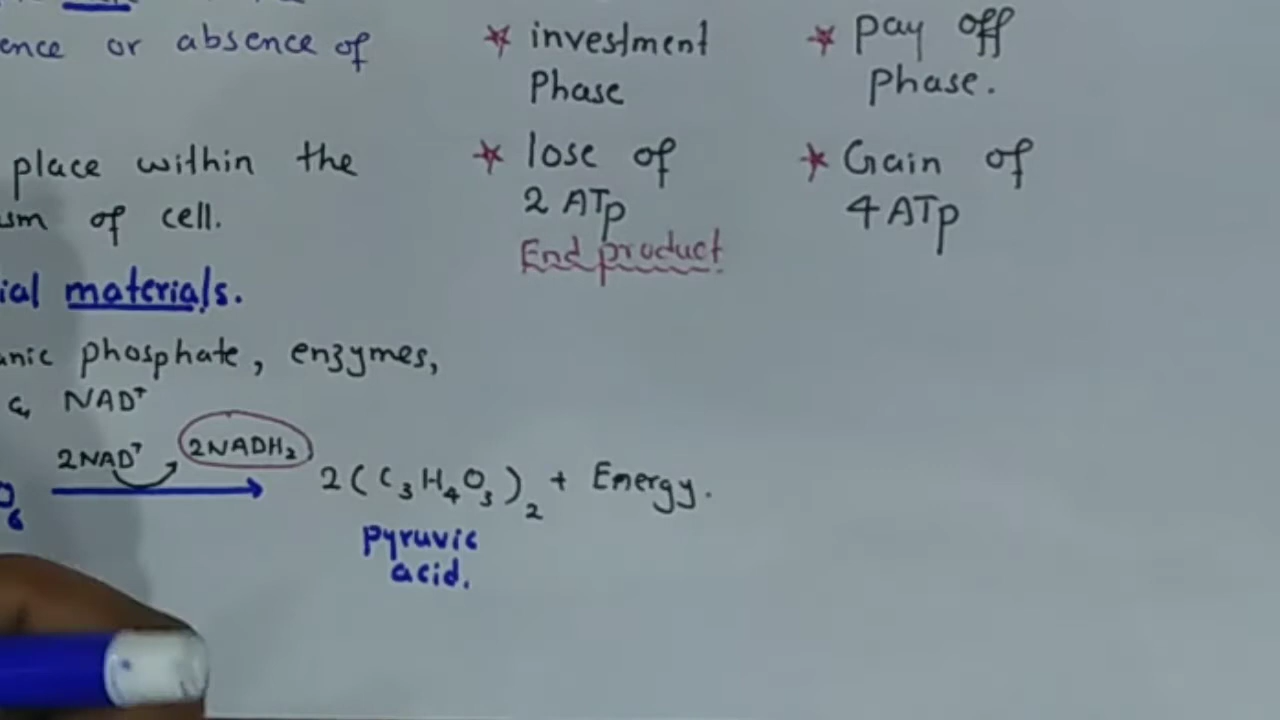 ence or absence of
place within the
sm of cell.
ial materials.
anic phosphate, enzymes,
& NAD⁺
2NAD⁺ 2NADH₂
O₆ 2(C₃H₄O₃)₂ + Energy.
pyruvic
acid.
★ investment
Phase
★ lose of
2 ATp
End product
★ pay off
phase.
★ Gain of
4 ATp